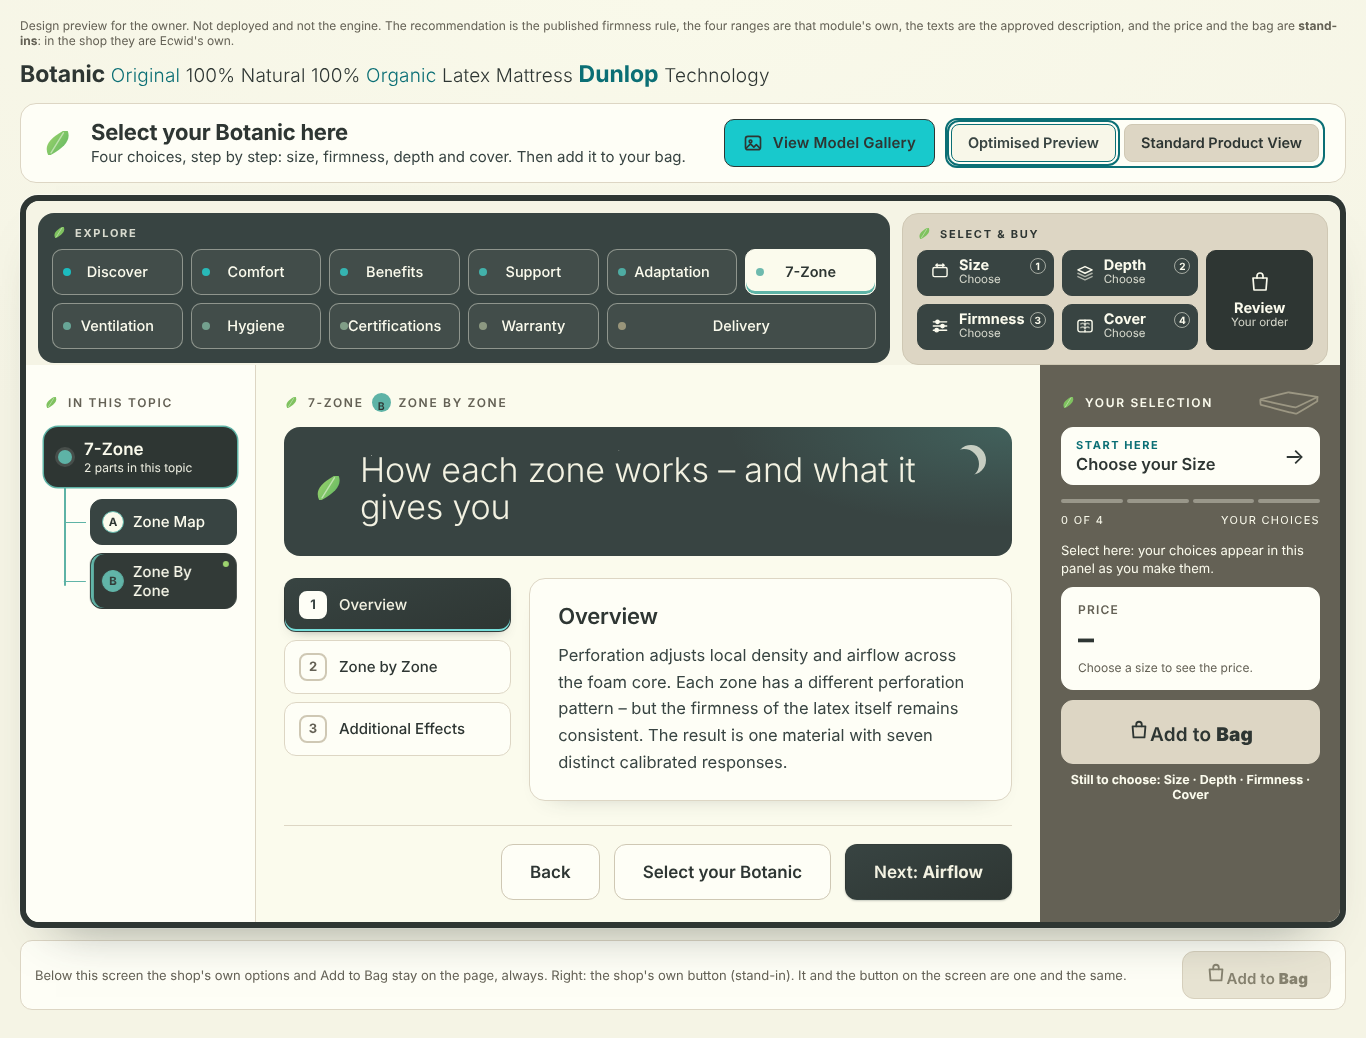 Design preview for the owner. Not deployed and not the engine. The recommendation is the published firmness rule, the four ranges are that module's own, the texts are the approved description, and the price and the bag are stand-
ins: in the shop they are Ecwid's own.
Botanic Original 100% Natural 100% Organic Latex Mattress Dunlop Technology
Select your Botanic here
Four choices, step by step: size, firmness, depth and cover. Then add it to your bag.
View Model Gallery
Optimised Preview
Standard Product View
EXPLORE
Discover
Comfort
Benefits
Support
Adaptation
7-Zone
Ventilation
Hygiene
Certifications
Warranty
Delivery
SELECT & BUY
Size
Choose
1
Depth
Choose
2
Firmness
Choose
3
Cover
Choose
4
Review
Your order
IN THIS TOPIC
7-Zone
2 parts in this topic
A
Zone Map
B
Zone By
Zone
7-ZONE B ZONE BY ZONE
How each zone works – and what it
gives you
1 Overview
2 Zone by Zone
3 Additional Effects
Overview
Perforation adjusts local density and airflow across
the foam core. Each zone has a different perforation
pattern – but the firmness of the latex itself remains
consistent. The result is one material with seven
distinct calibrated responses.
Back
Select your Botanic
Next: Airflow
YOUR SELECTION
START HERE
Choose your Size
0 OF 4
YOUR CHOICES
Select here: your choices appear in this
panel as you make them.
PRICE
–
Choose a size to see the price.
Add to Bag
Still to choose: Size · Depth · Firmness ·
Cover
Below this screen the shop's own options and Add to Bag stay on the page, always. Right: the shop's own button (stand-in). It and the button on the screen are one and the same.
Add to Bag